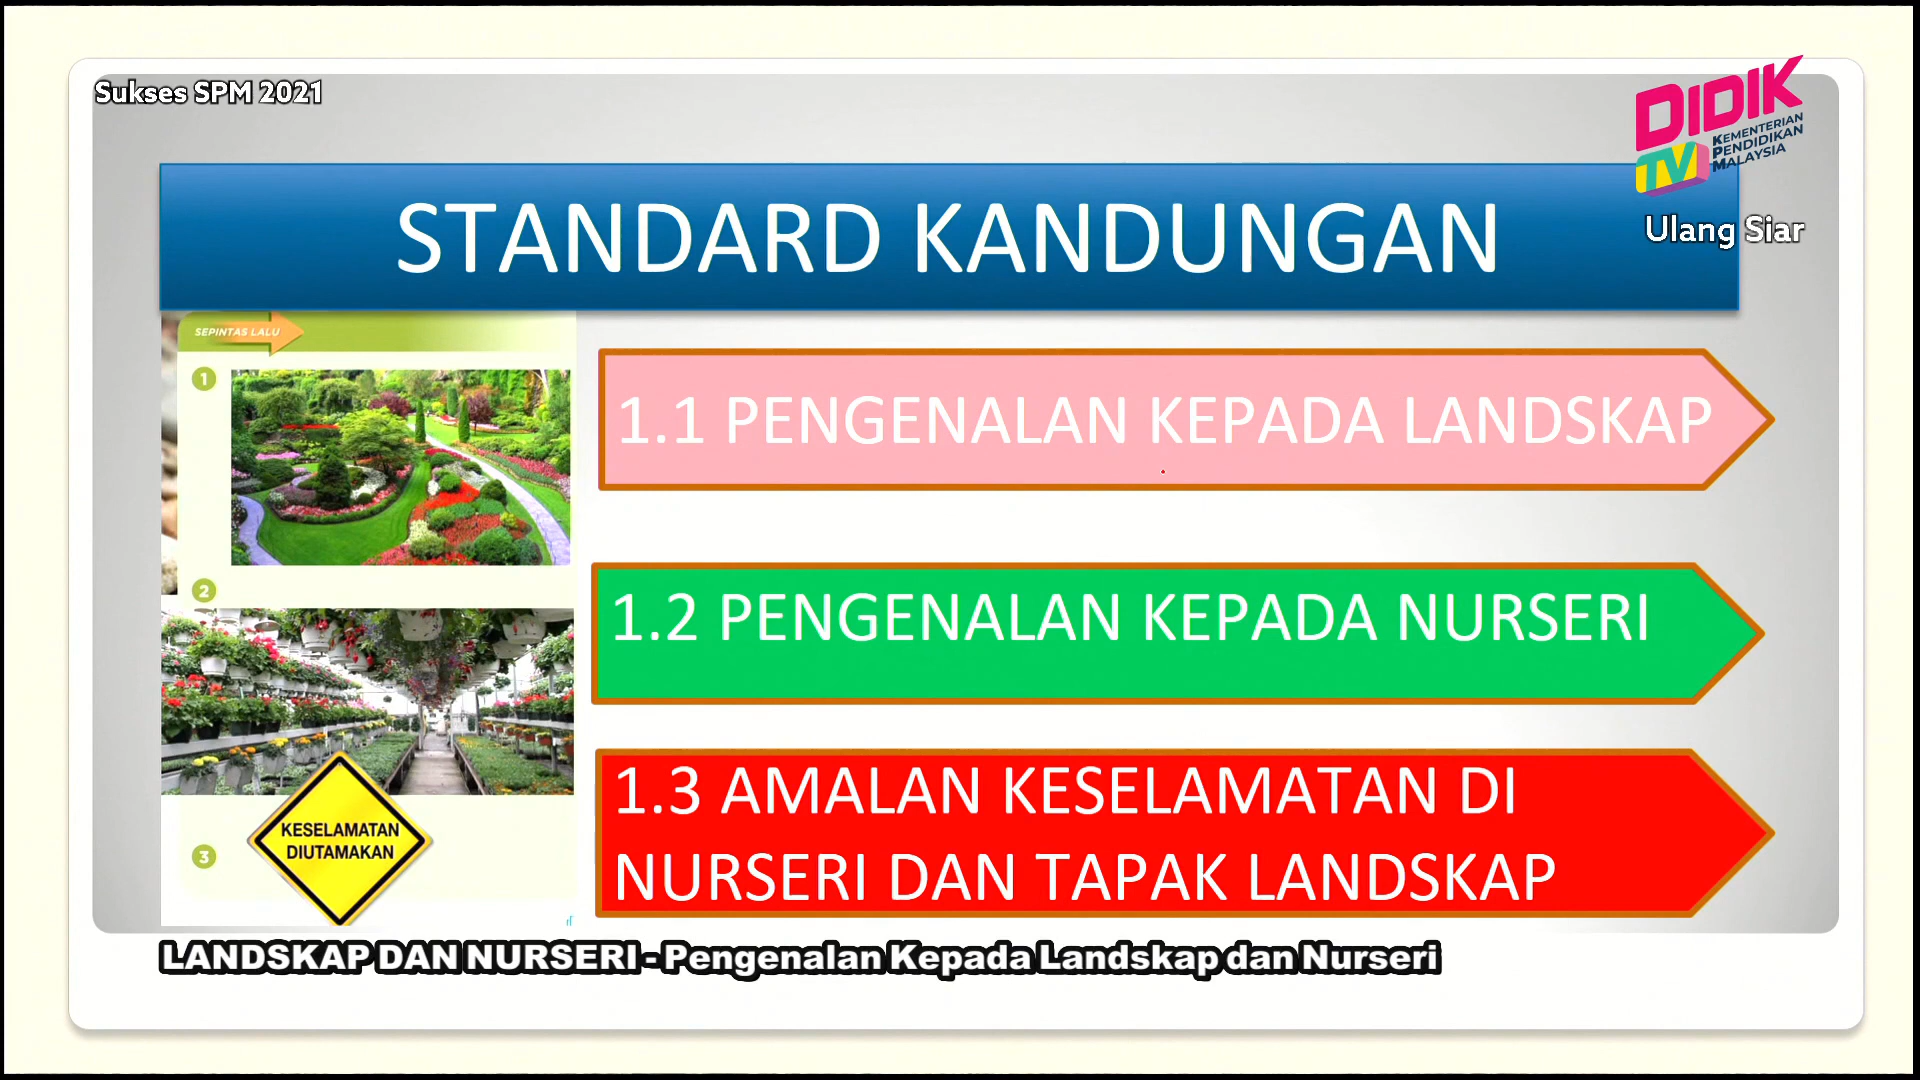 Sukses SPM 2021
DIDIK
TV
KEMENTERIAN
PENDIDIKAN
MALAYSIA
Ulang Siar
STANDARD KANDUNGAN
SEPINTAS LALU
1
2
KESELAMATAN
DIUTAMAKAN
3
1.1 PENGENALAN KEPADA LANDSKAP
1.2 PENGENALAN KEPADA NURSERI
1.3 AMALAN KESELAMATAN DI
NURSERI DAN TAPAK LANDSKAP
LANDSKAP DAN NURSERI - Pengenalan Kepada Landskap dan Nurseri